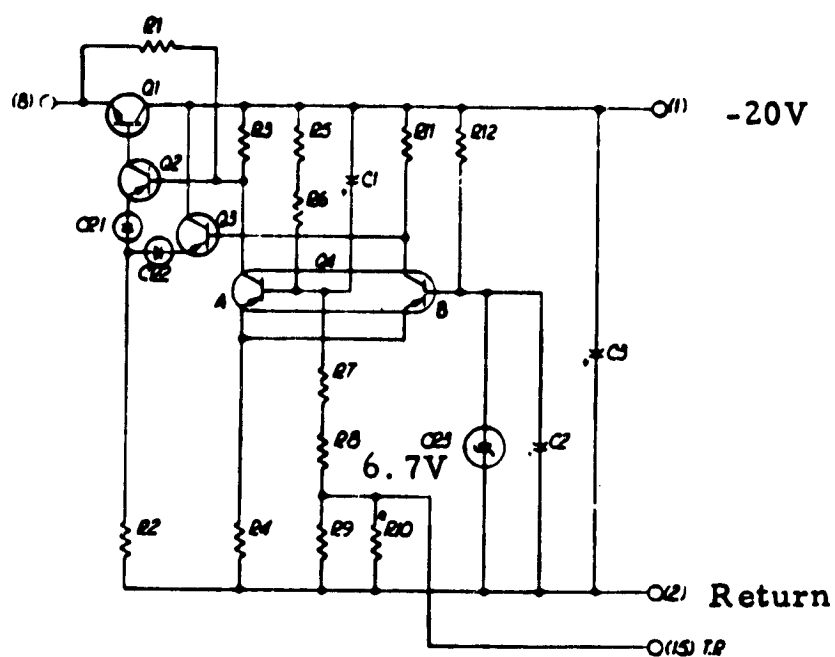 R1
(8) Q1 (1) -20V
R3 R5 R11 R12
Q2
R6 C1
CR1 Q3
CR2 Q4
A B
C3
R7
R8 CR3 C2
6.7V
R2 R4 R9 R10
(2) Return
(15) T.P.